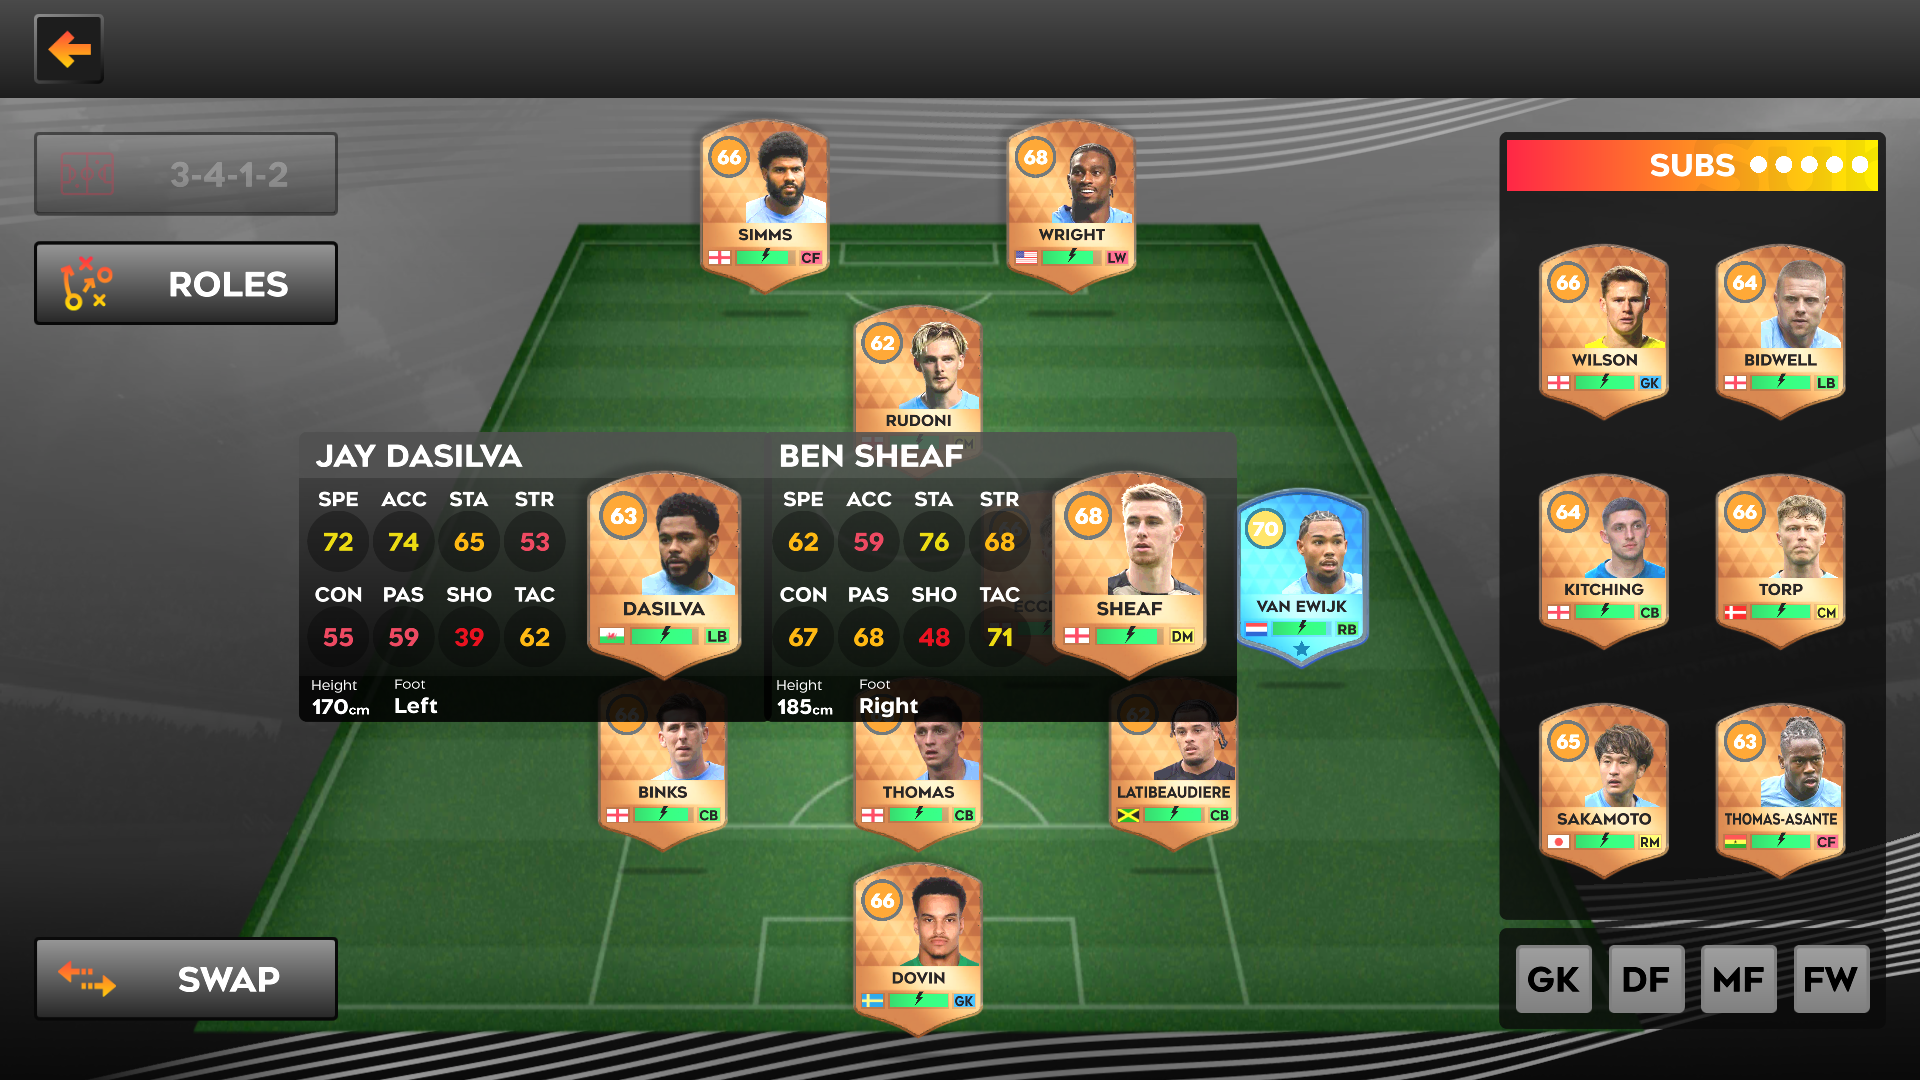 3-4-1-2
ROLES
SWAP
66
SIMMS
CF
68
WRIGHT
LW
62
RUDONI
CM
JAY DASILVA
SPE ACC STA STR
72 74 65 53
CON PAS SHO TAC
55 59 39 62
Height Foot
170cm Left
63
DASILVA
LB
BEN SHEAF
SPE ACC STA STR
62 59 76 68
CON PAS SHO TAC
67 68 48 71
Height Foot
185cm Right
68
SHEAF
DM
70
VAN EWIJK
RB
66
BINKS
CB
THOMAS
CB
62
LATIBEAUDIERE
CB
66
DOVIN
GK
SUBS
66
WILSON
GK
64
BIDWELL
LB
64
KITCHING
CB
66
TORP
CM
65
SAKAMOTO
RM
63
THOMAS-ASANTE
CF
GK DF MF FW